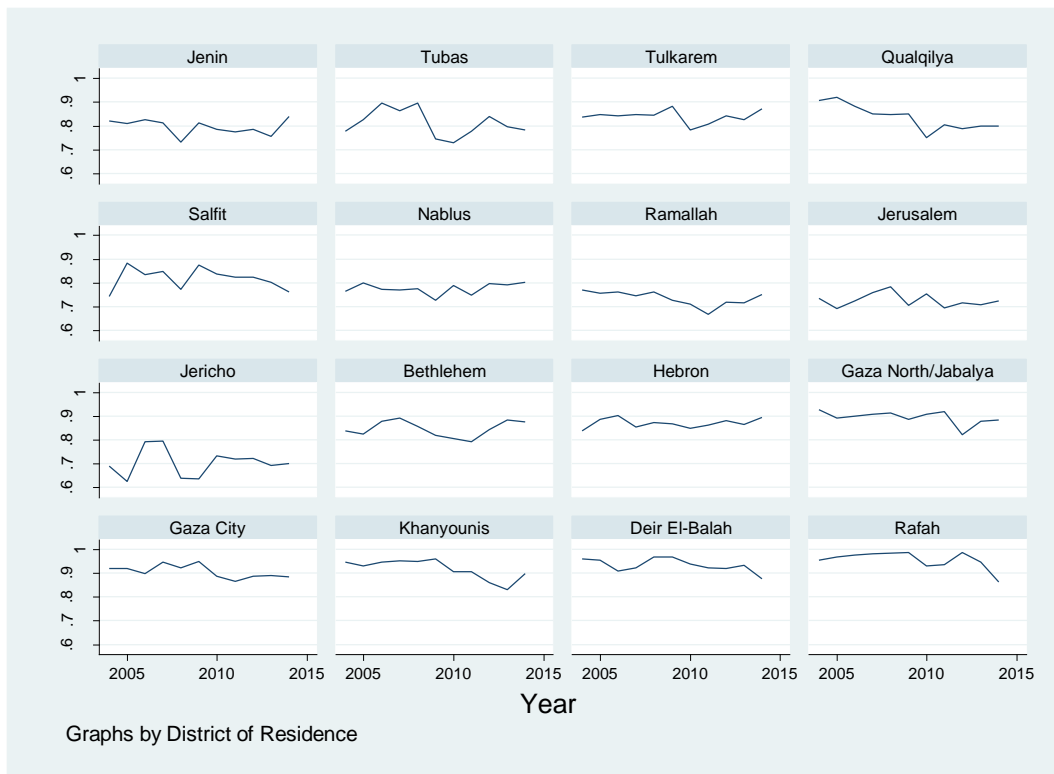 Jenin Tubas Tulkarem Qualqilya
1
.9
.8
.7
.6
Salfit Nablus Ramallah Jerusalem
1
.9
.8
.7
.6
Jericho Bethlehem Hebron Gaza North/Jabalya
1
.9
.8
.7
.6
Gaza City Khanyounis Deir El-Balah Rafah
1
.9
.8
.7
.6
2005 2010 2015 2005 2010 2015 2005 2010 2015 2005 2010 2015
Year
Graphs by District of Residence